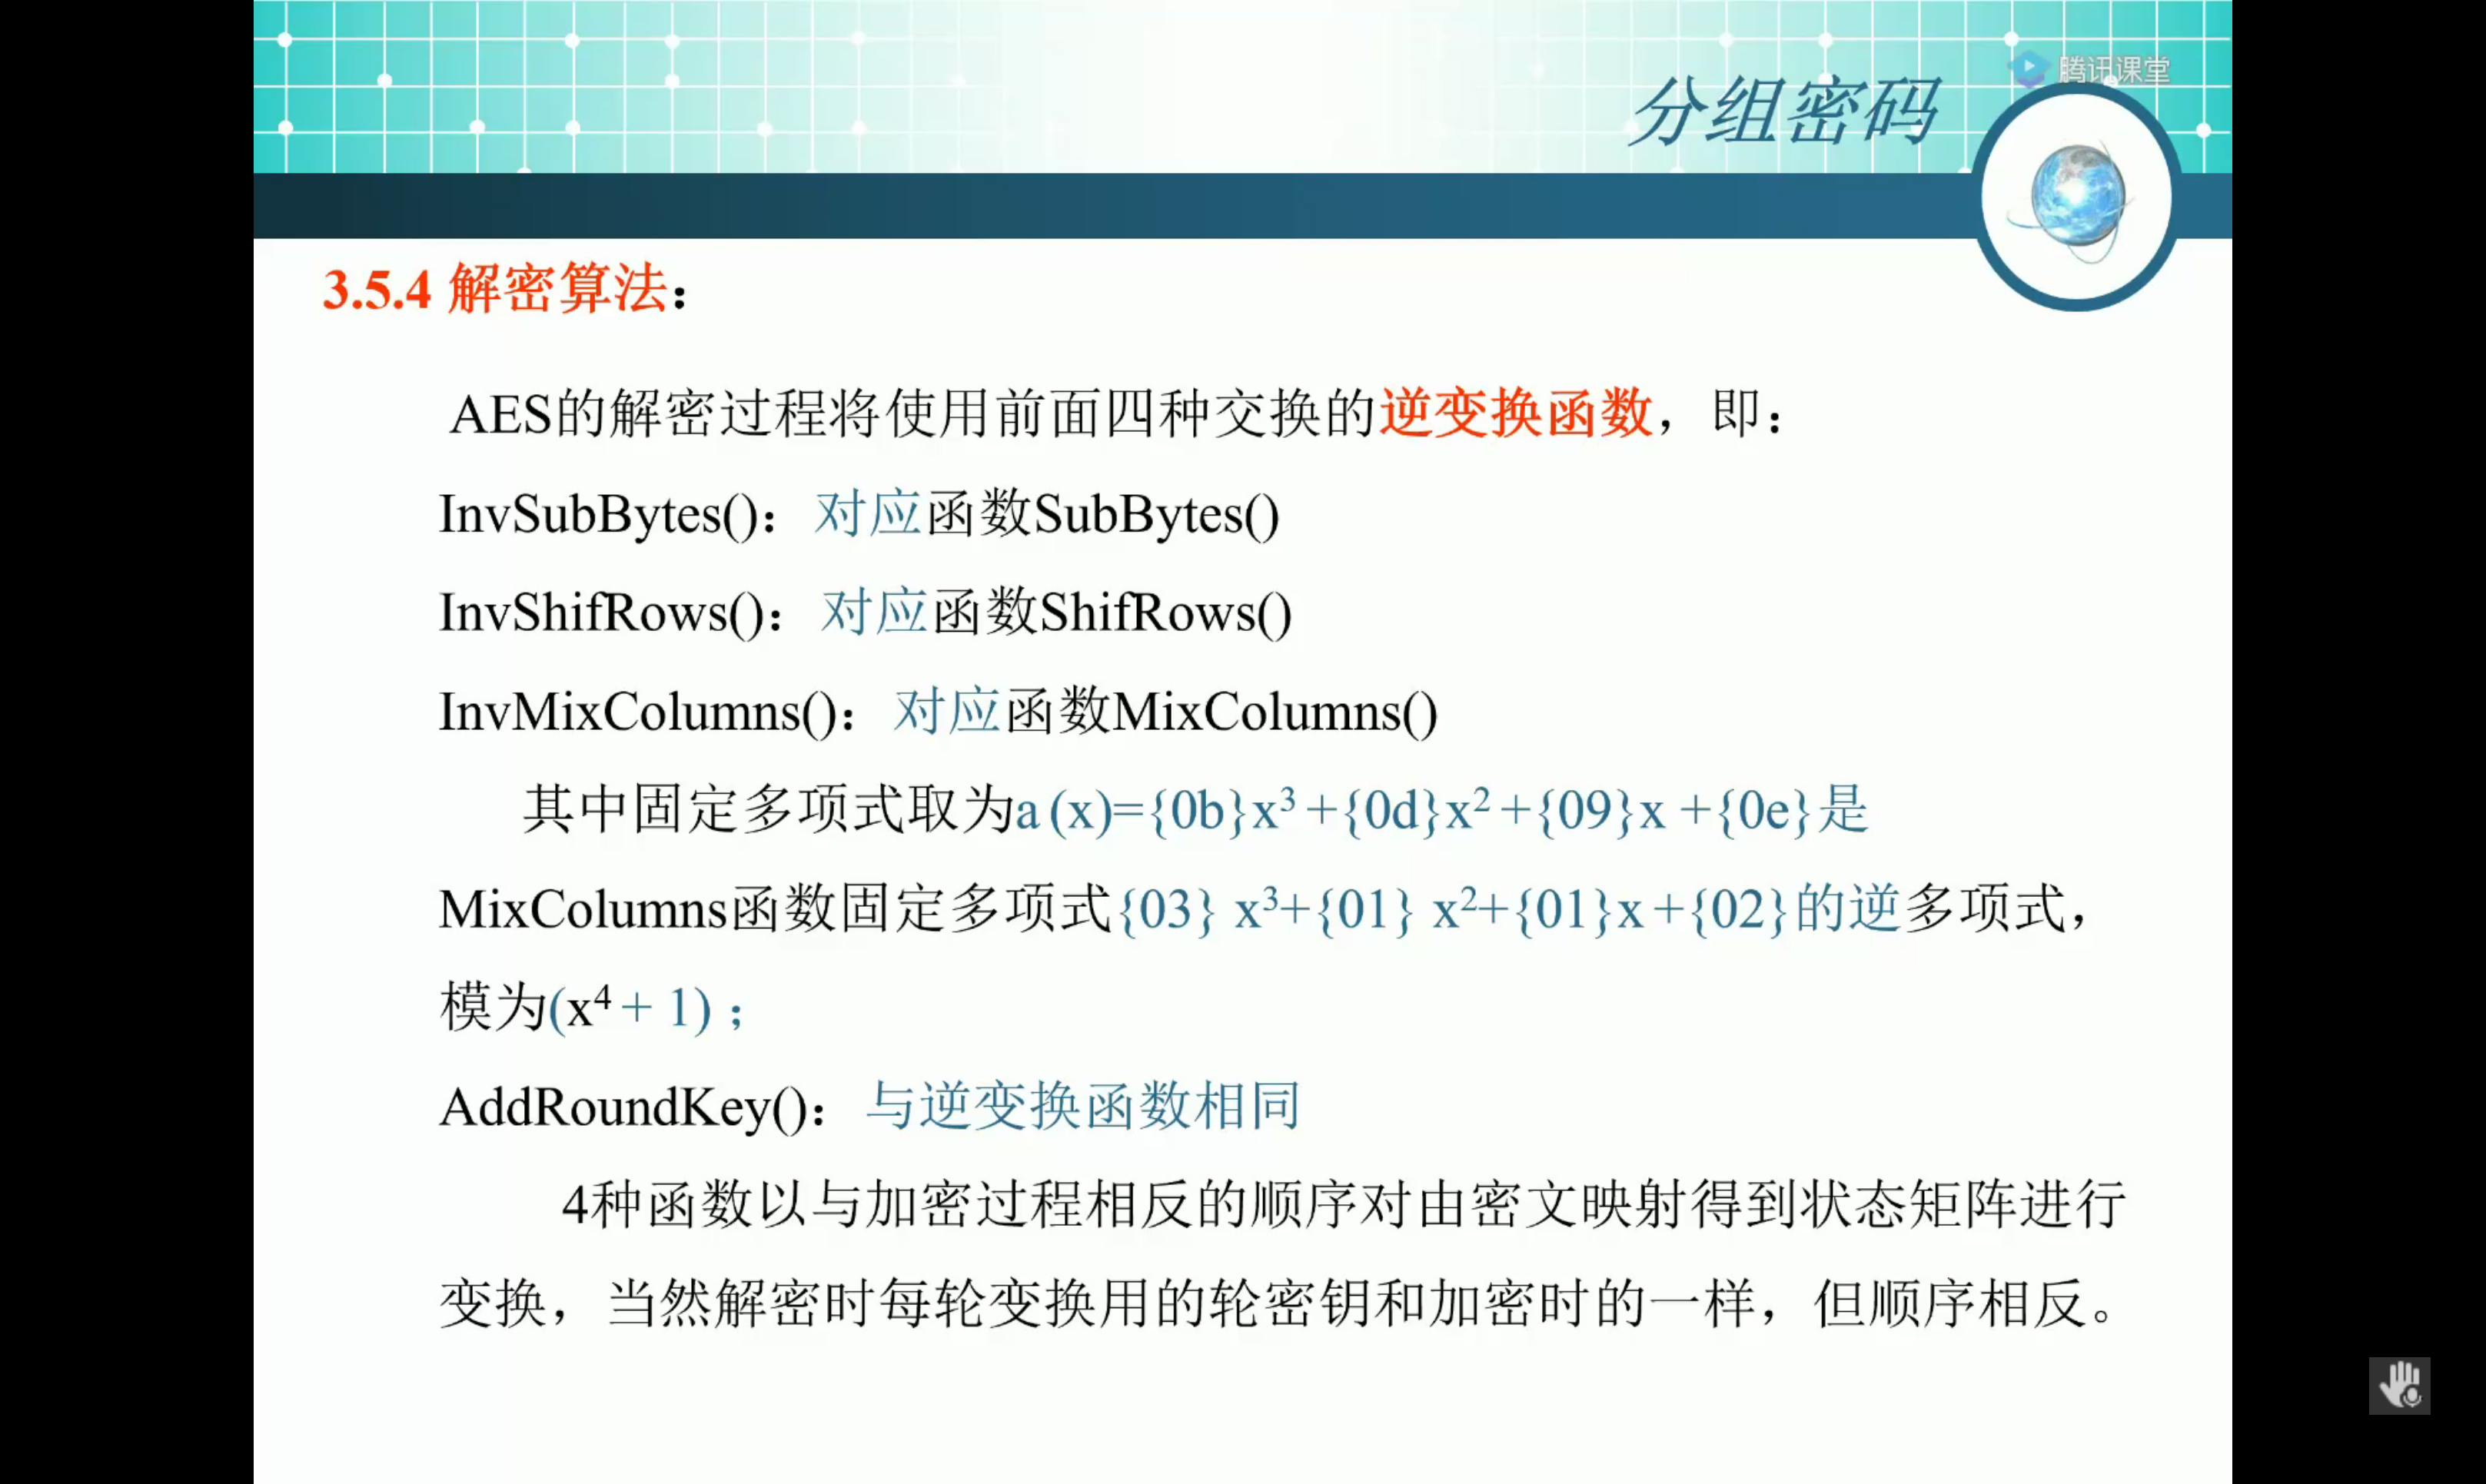 腾讯课堂
分组密码
3.5.4 解密算法：
AES的解密过程将使用前面四种交换的逆变换函数，即：
InvSubBytes()：对应函数SubBytes()
InvShifRows()：对应函数ShifRows()
InvMixColumns()：对应函数MixColumns()
其中固定多项式取为a (x)={0b}x³ +{0d}x² +{09}x +{0e}是
MixColumns函数固定多项式{03} x³+{01} x²+{01}x +{02}的逆多项式，
模为(x⁴ + 1)；
AddRoundKey()：与逆变换函数相同
4种函数以与加密过程相反的顺序对由密文映射得到状态矩阵进行
变换，当然解密时每轮变换用的轮密钥和加密时的一样，但顺序相反。